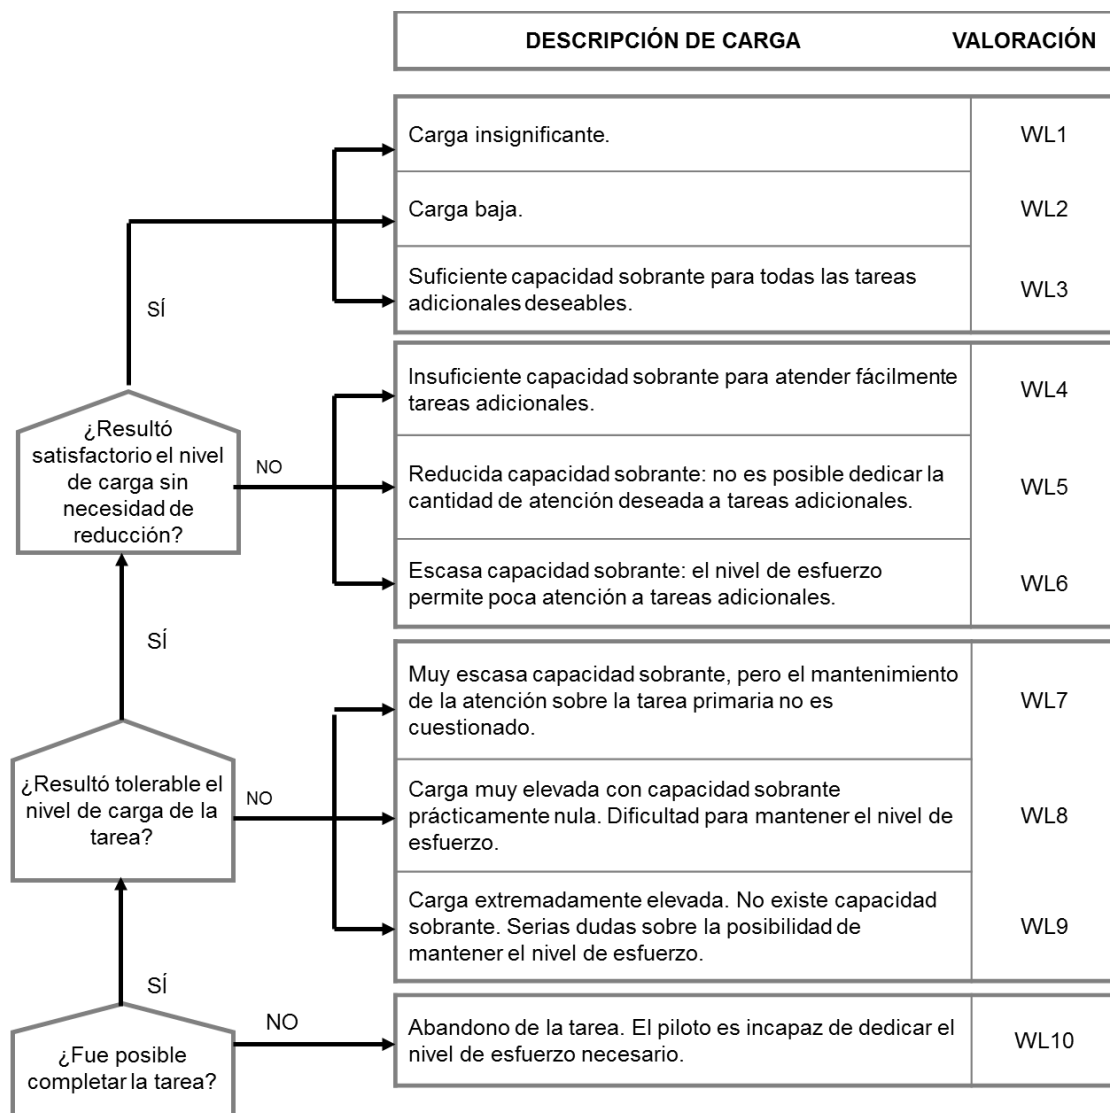 DESCRIPCIÓN DE CARGA VALORACIÓN
Carga insignificante. WL1
Carga baja. WL2
Suficiente capacidad sobrante para todas las tareas
adicionales deseables.
WL3
SÍ
Insuficiente capacidad sobrante para atender fácilmente
tareas adicionales.
WL4
¿Resultó
satisfactorio el nivel
de carga sin
necesidad de
reducción?
NO
Reducida capacidad sobrante: no es posible dedicar la
cantidad de atención deseada a tareas adicionales.
WL5
Escasa capacidad sobrante: el nivel de esfuerzo
permite poca atención a tareas adicionales.
WL6
SÍ
Muy escasa capacidad sobrante, pero el mantenimiento
de la atención sobre la tarea primaria no es
cuestionado.
WL7
¿Resultó tolerable el
nivel de carga de la
tarea?
NO
Carga muy elevada con capacidad sobrante
prácticamente nula. Dificultad para mantener el nivel de
esfuerzo.
WL8
Carga extremadamente elevada. No existe capacidad
sobrante. Serias dudas sobre la posibilidad de
mantener el nivel de esfuerzo.
WL9
SÍ
¿Fue posible
completar la tarea?
NO
Abandono de la tarea. El piloto es incapaz de dedicar el
nivel de esfuerzo necesario.
WL10